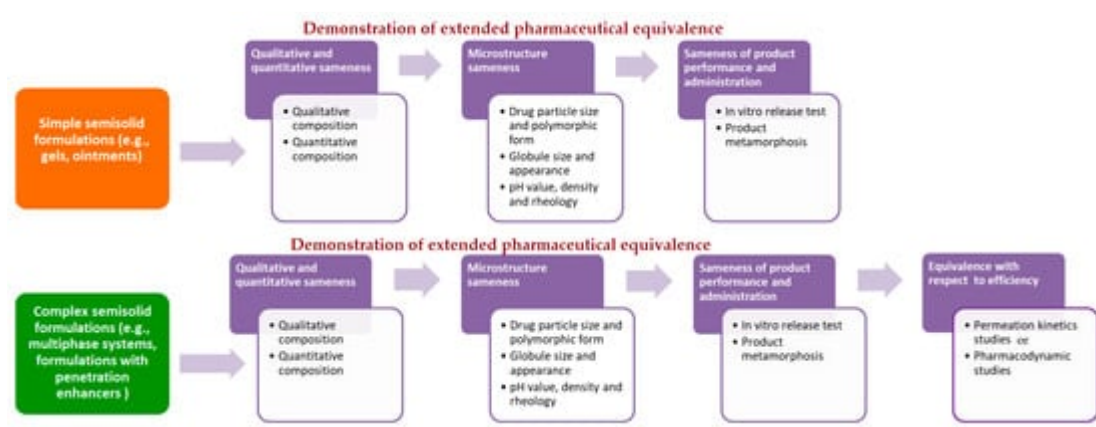 Demonstration of extended pharmaceutical equivalence
Simple semisolid
formulations (e.g.,
gels, ointments)
Qualitative and
quantitative sameness
• Qualitative
composition
• Quantitative
composition
Microstructure
sameness
• Drug particle size
and polymorphic
form
• Globule size and
appearance
• pH value, density
and rheology
Sameness of product
performance and
administration
• In vitro release test
• Product
metamorphosis
Demonstration of extended pharmaceutical equivalence
Complex semisolid
formulations (e.g.,
multiphase systems,
formulations with
penetration
enhancers )
Qualitative and
quantitative sameness
• Qualitative
composition
• Quantitative
composition
Microstructure
sameness
• Drug particle size and
polymorphic form
• Globule size and
appearance
• pH value, density and
rheology
Sameness of product
performance and
administration
• In vitro release test
• Product
metamorphosis
Equivalence with
respect to efficiency
• Permeation kinetics
studies or
• Pharmacodynamic
studies